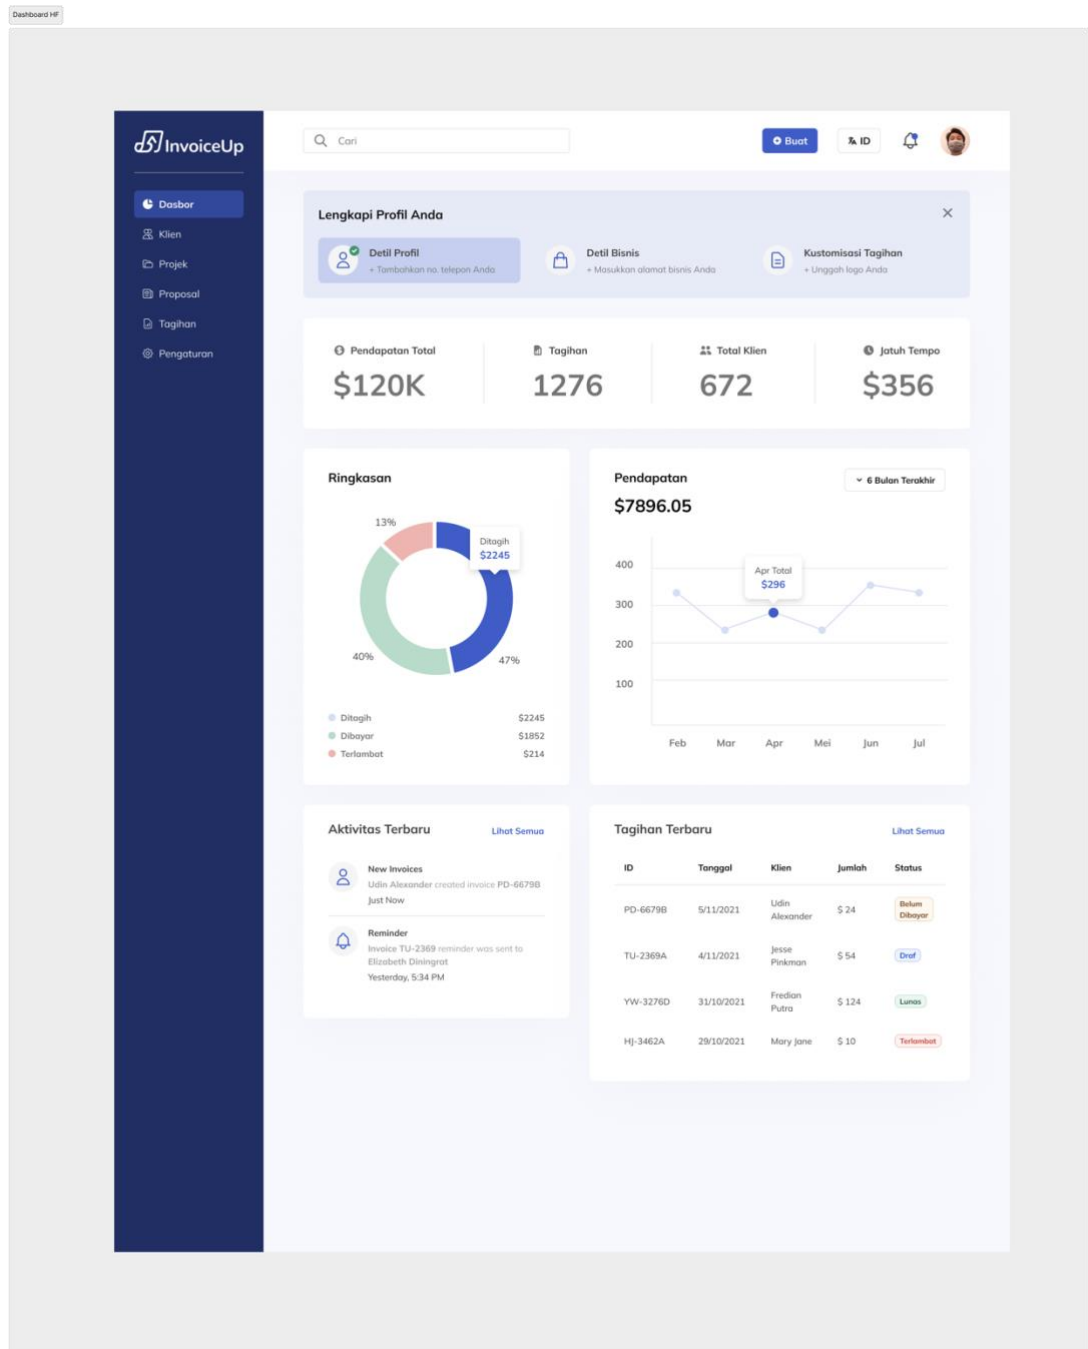 Dashboard HF
InvoiceUp
Cari
Buat
ID
Dasbor
Klien
Projek
Proposal
Tagihan
Pengaturan
Lengkapi Profil Anda
Detil Profil
+ Tambahkan no. telepon Anda
Detil Bisnis
+ Masukkan alamat bisnis Anda
Kustomisasi Tagihan
+ Unggah logo Anda
Pendapatan Total
$120K
Tagihan
1276
Total Klien
672
Jatuh Tempo
$356
Ringkasan
13%
Ditagih
$2245
40%
47%
Ditagih $2245
Dibayar $1852
Terlambat $214
Pendapatan
6 Bulan Terakhir
$7896.05
400
300
200
100
Apr Total
$296
Feb Mar Apr Mei Jun Jul
Aktivitas Terbaru
Lihat Semua
New Invoices
Udin Alexander created invoice PD-6679B
Just Now
Reminder
Invoice TU-2369 reminder was sent to
Elizabeth Diningrat
Yesterday, 5:34 PM
Tagihan Terbaru
Lihat Semua
ID Tanggal Klien Jumlah Status
PD-6679B 5/11/2021 Udin Alexander $ 24 Belum Dibayar
TU-2369A 4/11/2021 Jesse Pinkman $ 54 Draf
YW-3276D 31/10/2021 Fredian Putra $ 124 Lunas
HJ-3462A 29/10/2021 Mary Jane $ 10 Terlambat